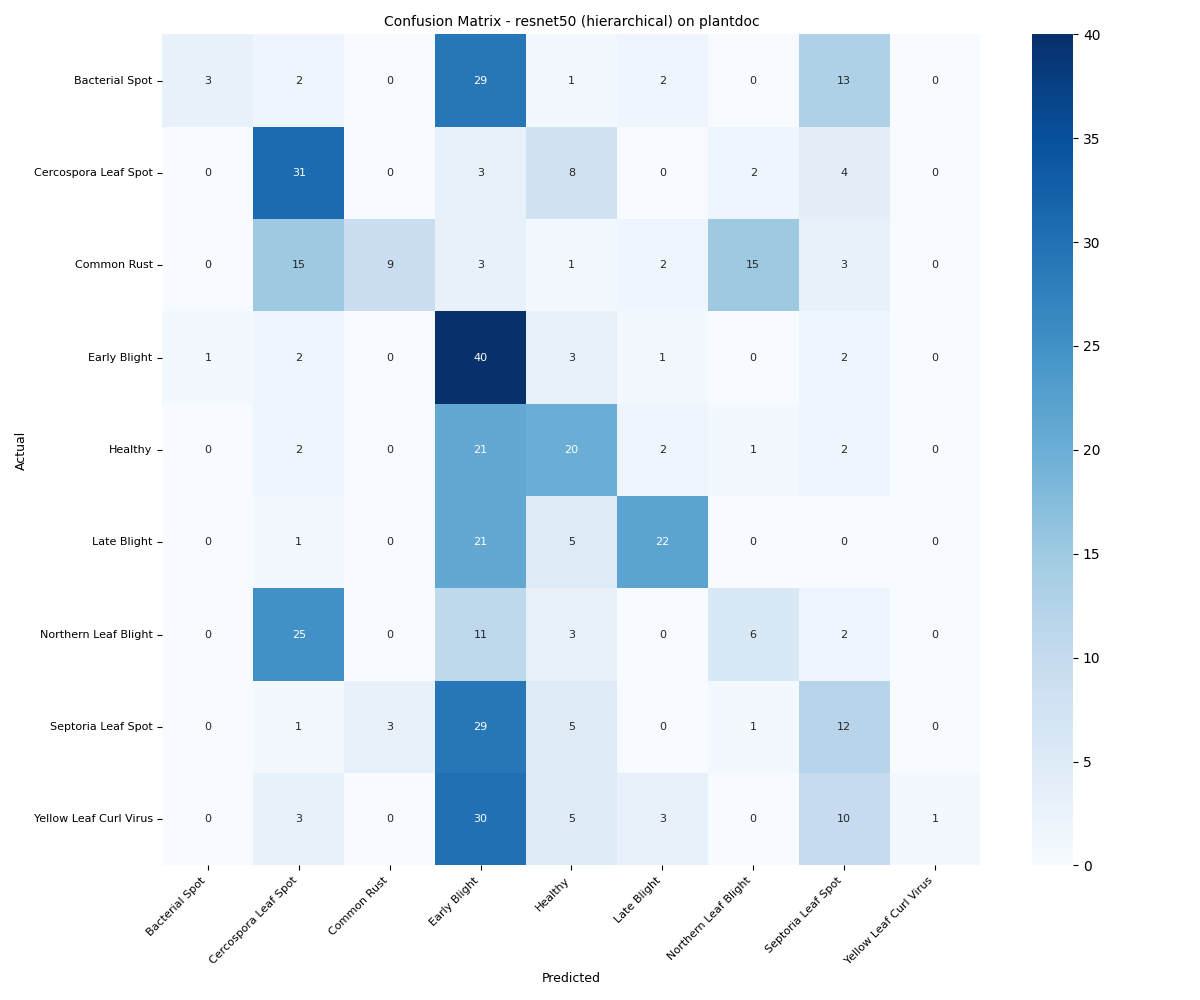 Confusion Matrix - resnet50 (hierarchical) on plantdoc
Actual
Bacterial Spot 3 2 0 29 1 2 0 13 0
Cercospora Leaf Spot 0 31 0 3 8 0 2 4 0
Common Rust 0 15 9 3 1 2 15 3 0
Early Blight 1 2 0 40 3 1 0 2 0
Healthy 0 2 0 21 20 2 1 2 0
Late Blight 0 1 0 21 5 22 0 0 0
Northern Leaf Blight 0 25 0 11 3 0 6 2 0
Septoria Leaf Spot 0 1 3 29 5 0 1 12 0
Yellow Leaf Curl Virus 0 3 0 30 5 3 0 10 1
Bacterial Spot
Cercospora Leaf Spot
Common Rust
Early Blight
Healthy
Late Blight
Northern Leaf Blight
Septoria Leaf Spot
Yellow Leaf Curl Virus
Predicted
40
35
30
25
20
15
10
5
0